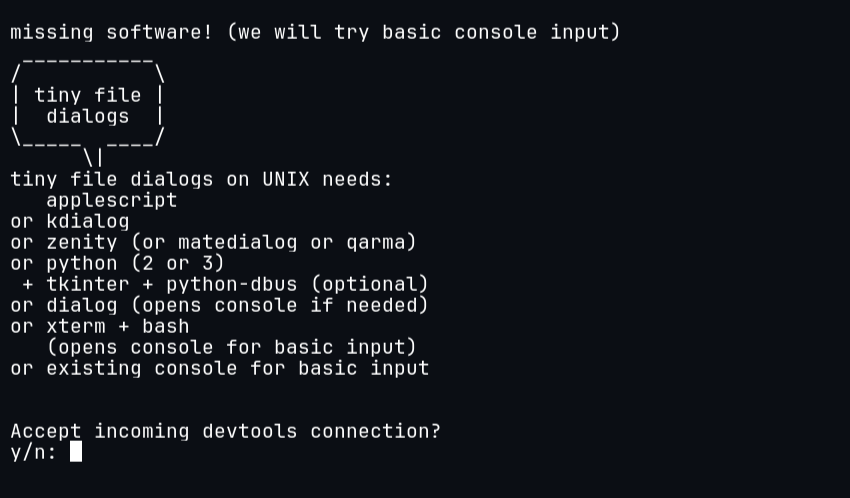 missing software! (we will try basic console input)
 ___________
/           \
| tiny file |
|  dialogs  |
\_____  ____/
      \|
tiny file dialogs on UNIX needs:
   applescript
or kdialog
or zenity (or matedialog or qarma)
or python (2 or 3)
 + tkinter + python-dbus (optional)
or dialog (opens console if needed)
or xterm + bash
   (opens console for basic input)
or existing console for basic input
Accept incoming devtools connection?
y/n: